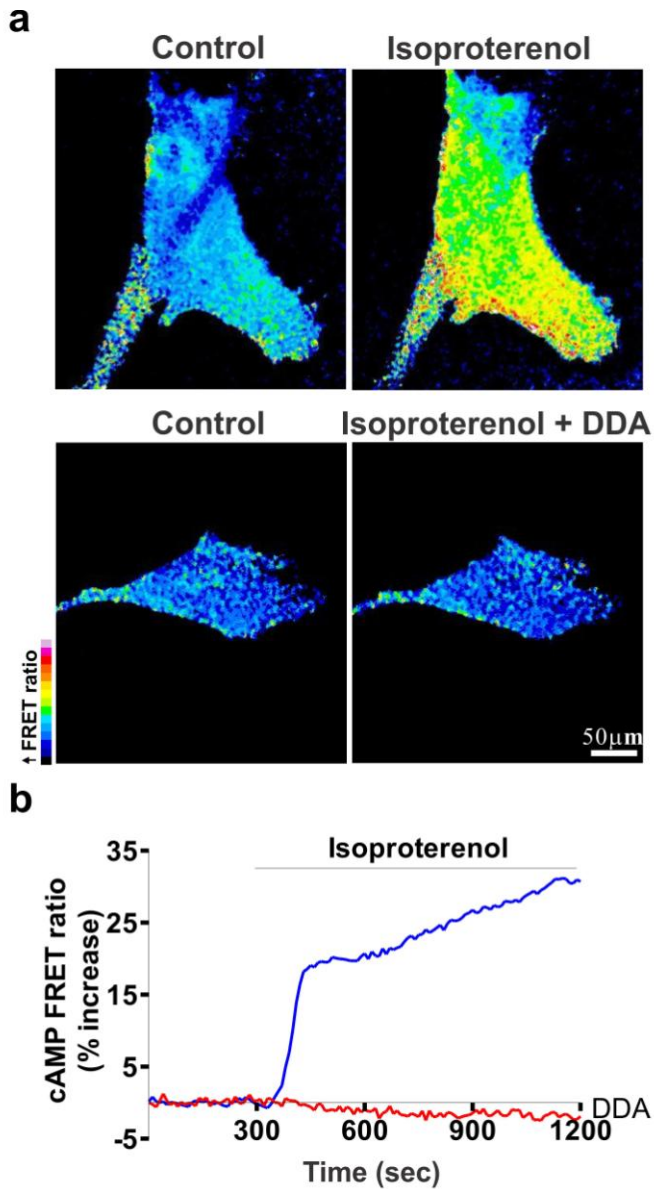 a
Control Isoproterenol
Control Isoproterenol + DDA
↑ FRET ratio
50µm
b
Isoproterenol
cAMP FRET ratio
(% increase)
35
25
15
5
-5
300 600 900 1200
DDA
Time (sec)